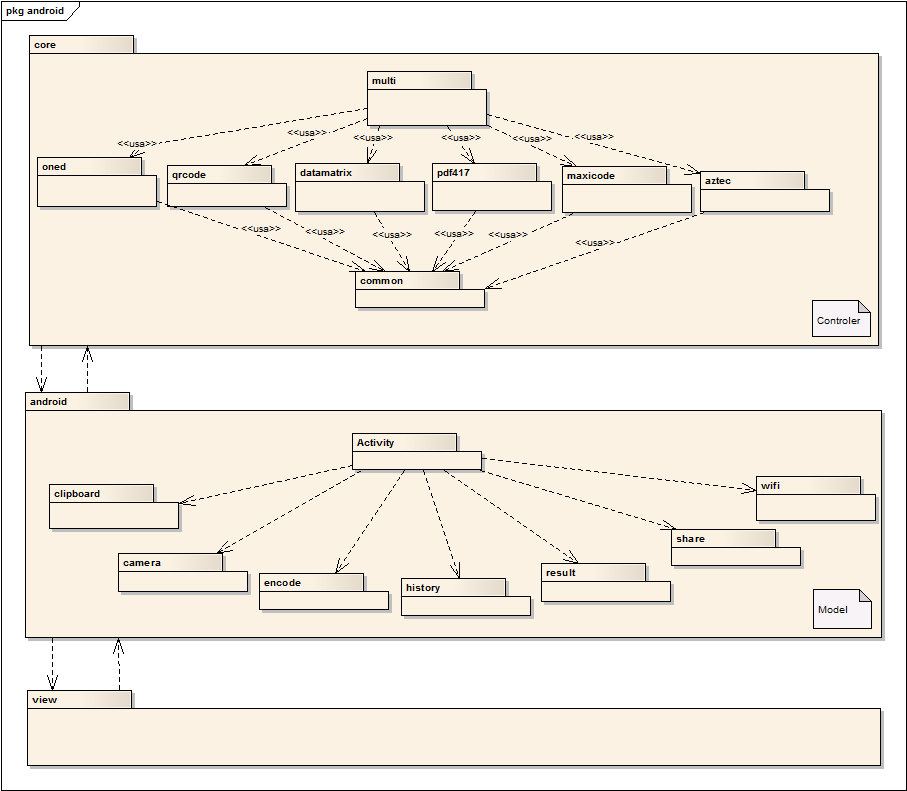 pkg android
core
multi
<<usa>>
<<usa>>
<<usa>>
<<usa>>
<<usa>>
<<usa>>
oned
qrcode
datamatrix
pdf417
maxicode
aztec
<<usa>>
<<usa>>
<<usa>>
<<usa>>
<<usa>>
<<usa>>
common
Controler
android
Activity
clipboard
wifi
camera
encode
history
result
share
Model
view